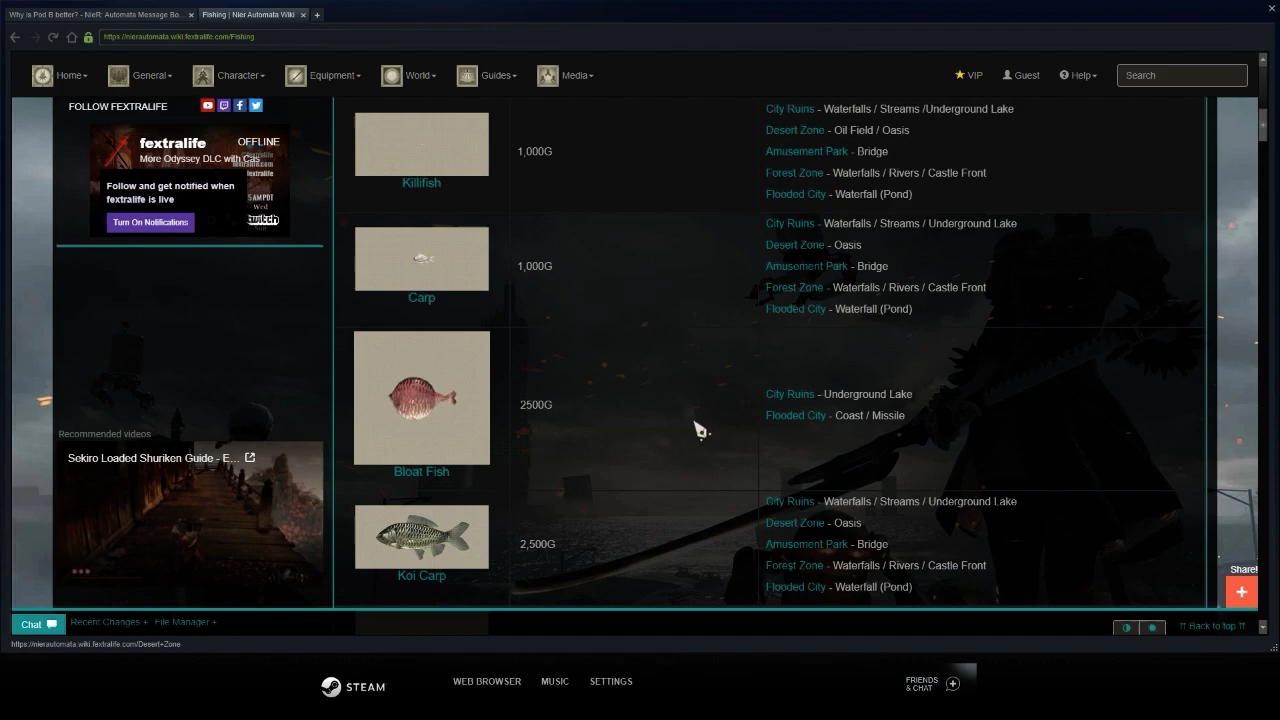 Why is Pod B better? - NieR: Automata Message Bo...
Fishing | Nier Automata Wiki
https://nierautomata.wiki.fextralife.com/Fishing
Home
General
Character
Equipment
World
Guides
Media
VIP
Guest
Help
Search
FOLLOW FEXTRALIFE
fextralife
OFFLINE
More Odyssey DLC with Cas
Follow and get notified when
fextralife is live
Turn On Notifications
5 AM PDT
Wed
twitch
Recommended videos
Sekiro Loaded Shuriken Guide - E...
Killifish
1,000G
City Ruins - Waterfalls / Streams /Underground Lake
Desert Zone - Oil Field / Oasis
Amusement Park - Bridge
Forest Zone - Waterfalls / Rivers / Castle Front
Flooded City - Waterfall (Pond)
Carp
1,000G
City Ruins - Waterfalls / Streams / Underground Lake
Desert Zone - Oasis
Amusement Park - Bridge
Forest Zone - Waterfalls / Rivers / Castle Front
Flooded City - Waterfall (Pond)
Bloat Fish
2500G
City Ruins - Underground Lake
Flooded City - Coast / Missile
Koi Carp
2,500G
City Ruins - Waterfalls / Streams / Underground Lake
Desert Zone - Oasis
Amusement Park - Bridge
Forest Zone - Waterfalls / Rivers / Castle Front
Flooded City - Waterfall (Pond)
Share!
Chat
Recent Changes +
File Manager +
⇈ Back to top ⇈
https://nierautomata.wiki.fextralife.com/Desert+Zone
STEAM
WEB BROWSER
MUSIC
SETTINGS
FRIENDS
& CHAT